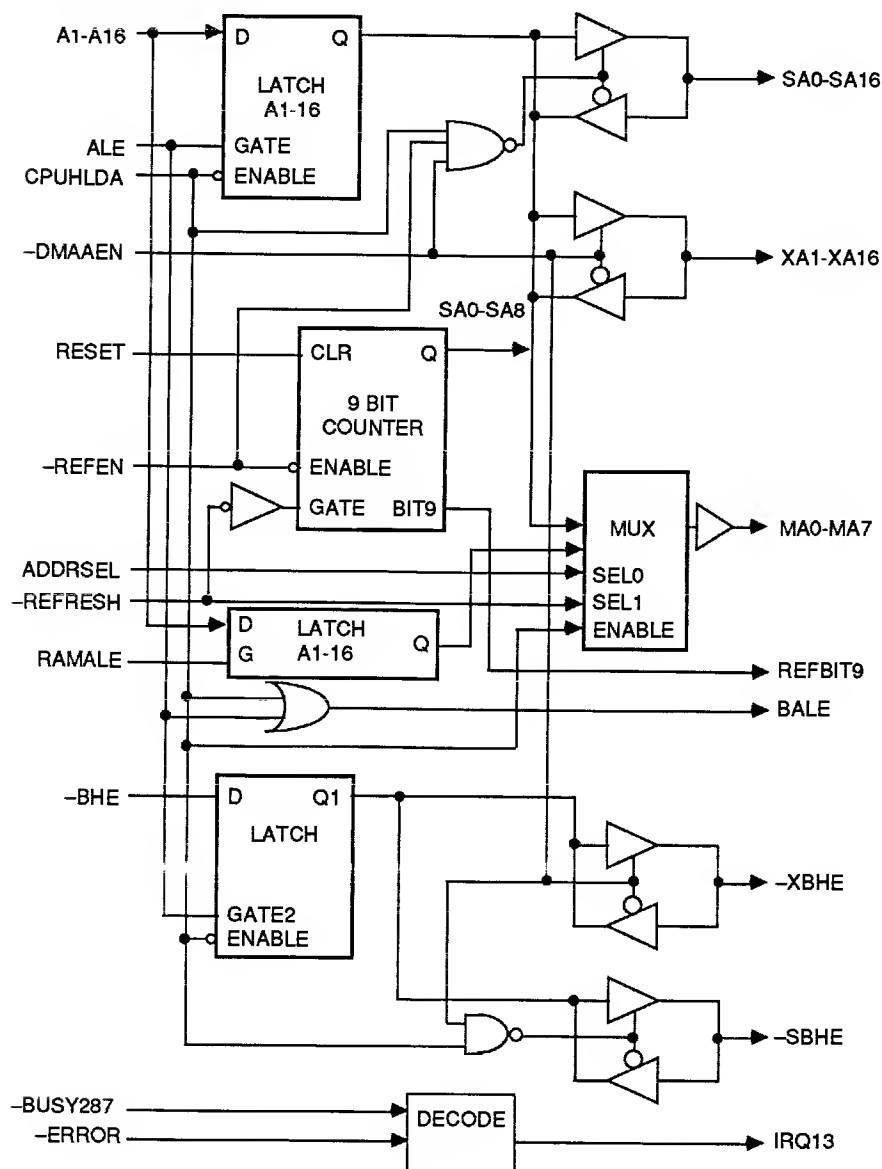 A1-A16
D
Q
LATCH
A1-16
SA0-SA16
ALE
GATE
CPUHLDA
ENABLE
–DMAAEN
XA1-XA16
SA0-SA8
RESET
CLR
Q
9 BIT
COUNTER
–REFEN
ENABLE
GATE
BIT9
MUX
MA0-MA7
ADDRSEL
SEL0
–REFRESH
SEL1
D
LATCH
A1-16
Q
ENABLE
RAMALE
G
REFBIT9
BALE
–BHE
D
Q1
LATCH
–XBHE
GATE2
ENABLE
–SBHE
–BUSY287
DECODE
–ERROR
IRQ13